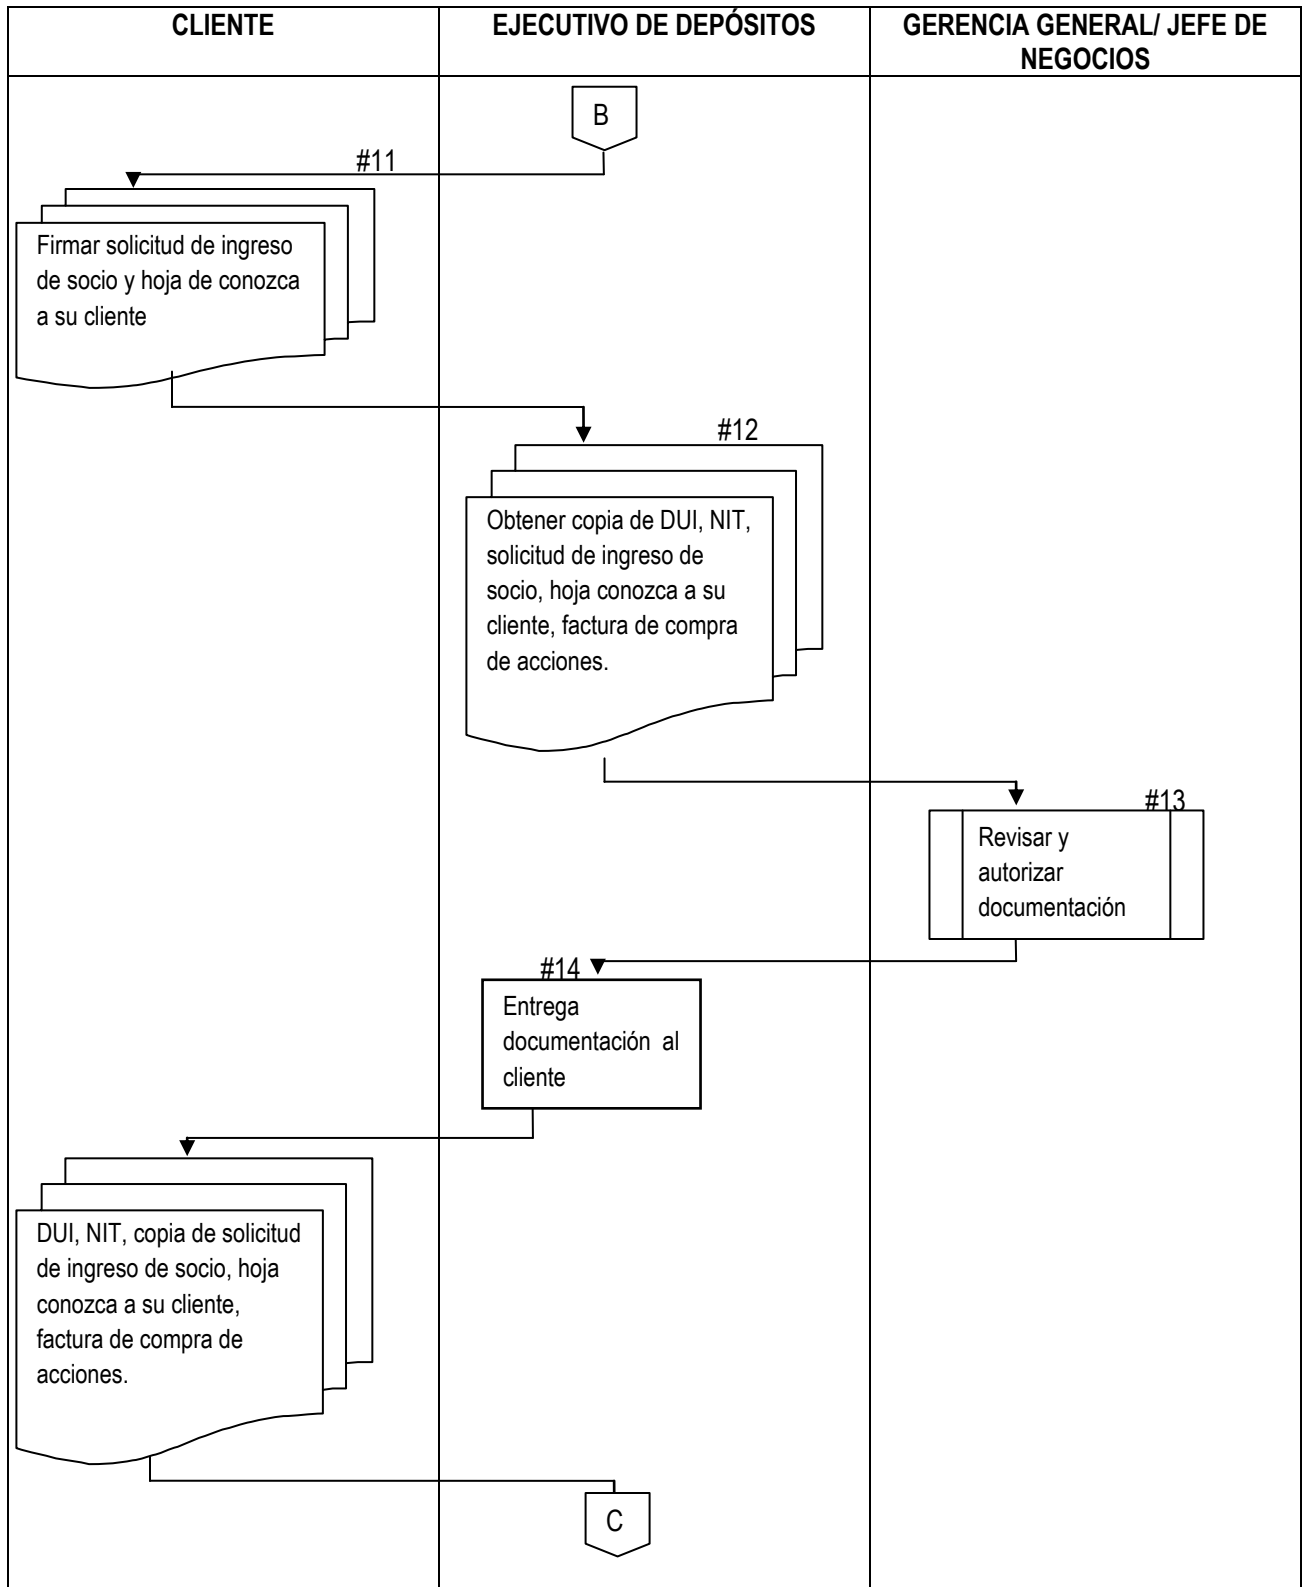 CLIENTE
EJECUTIVO DE DEPÓSITOS
GERENCIA GENERAL/ JEFE DE
NEGOCIOS
B
#11
Firmar solicitud de ingreso
de socio y hoja de conozca
a su cliente
#12
Obtener copia de DUI, NIT,
solicitud de ingreso de
socio, hoja conozca a su
cliente, factura de compra
de acciones.
#13
Revisar y
autorizar
documentación
#14
Entrega
documentación al
cliente
DUI, NIT, copia de solicitud
de ingreso de socio, hoja
conozca a su cliente,
factura de compra de
acciones.
C